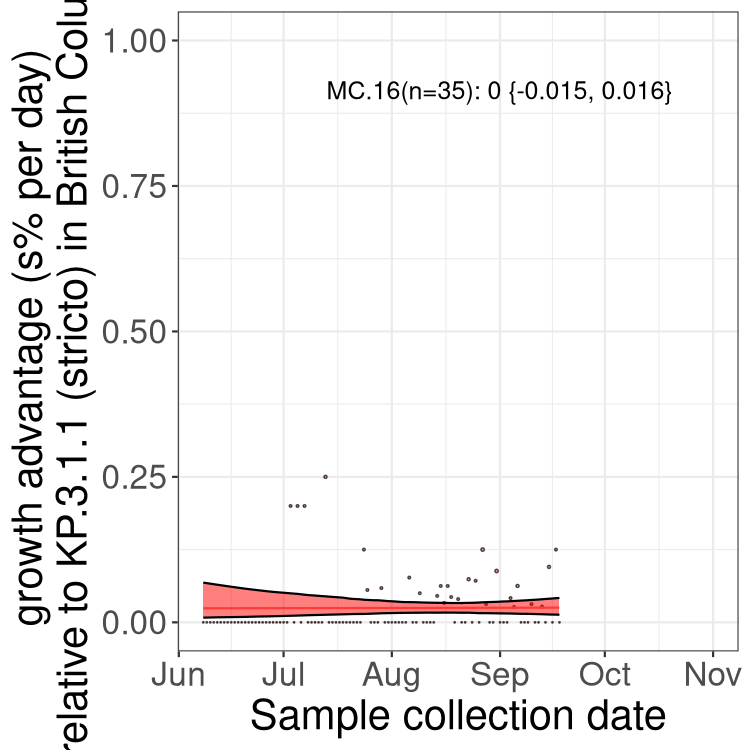 growth advantage (s% per day)
relative to KP.3.1.1 (stricto) in British Colu
1.00
0.75
0.50
0.25
0.00
MC.16(n=35): 0 {-0.015, 0.016}
Jun Jul Aug Sep Oct Nov
Sample collection date